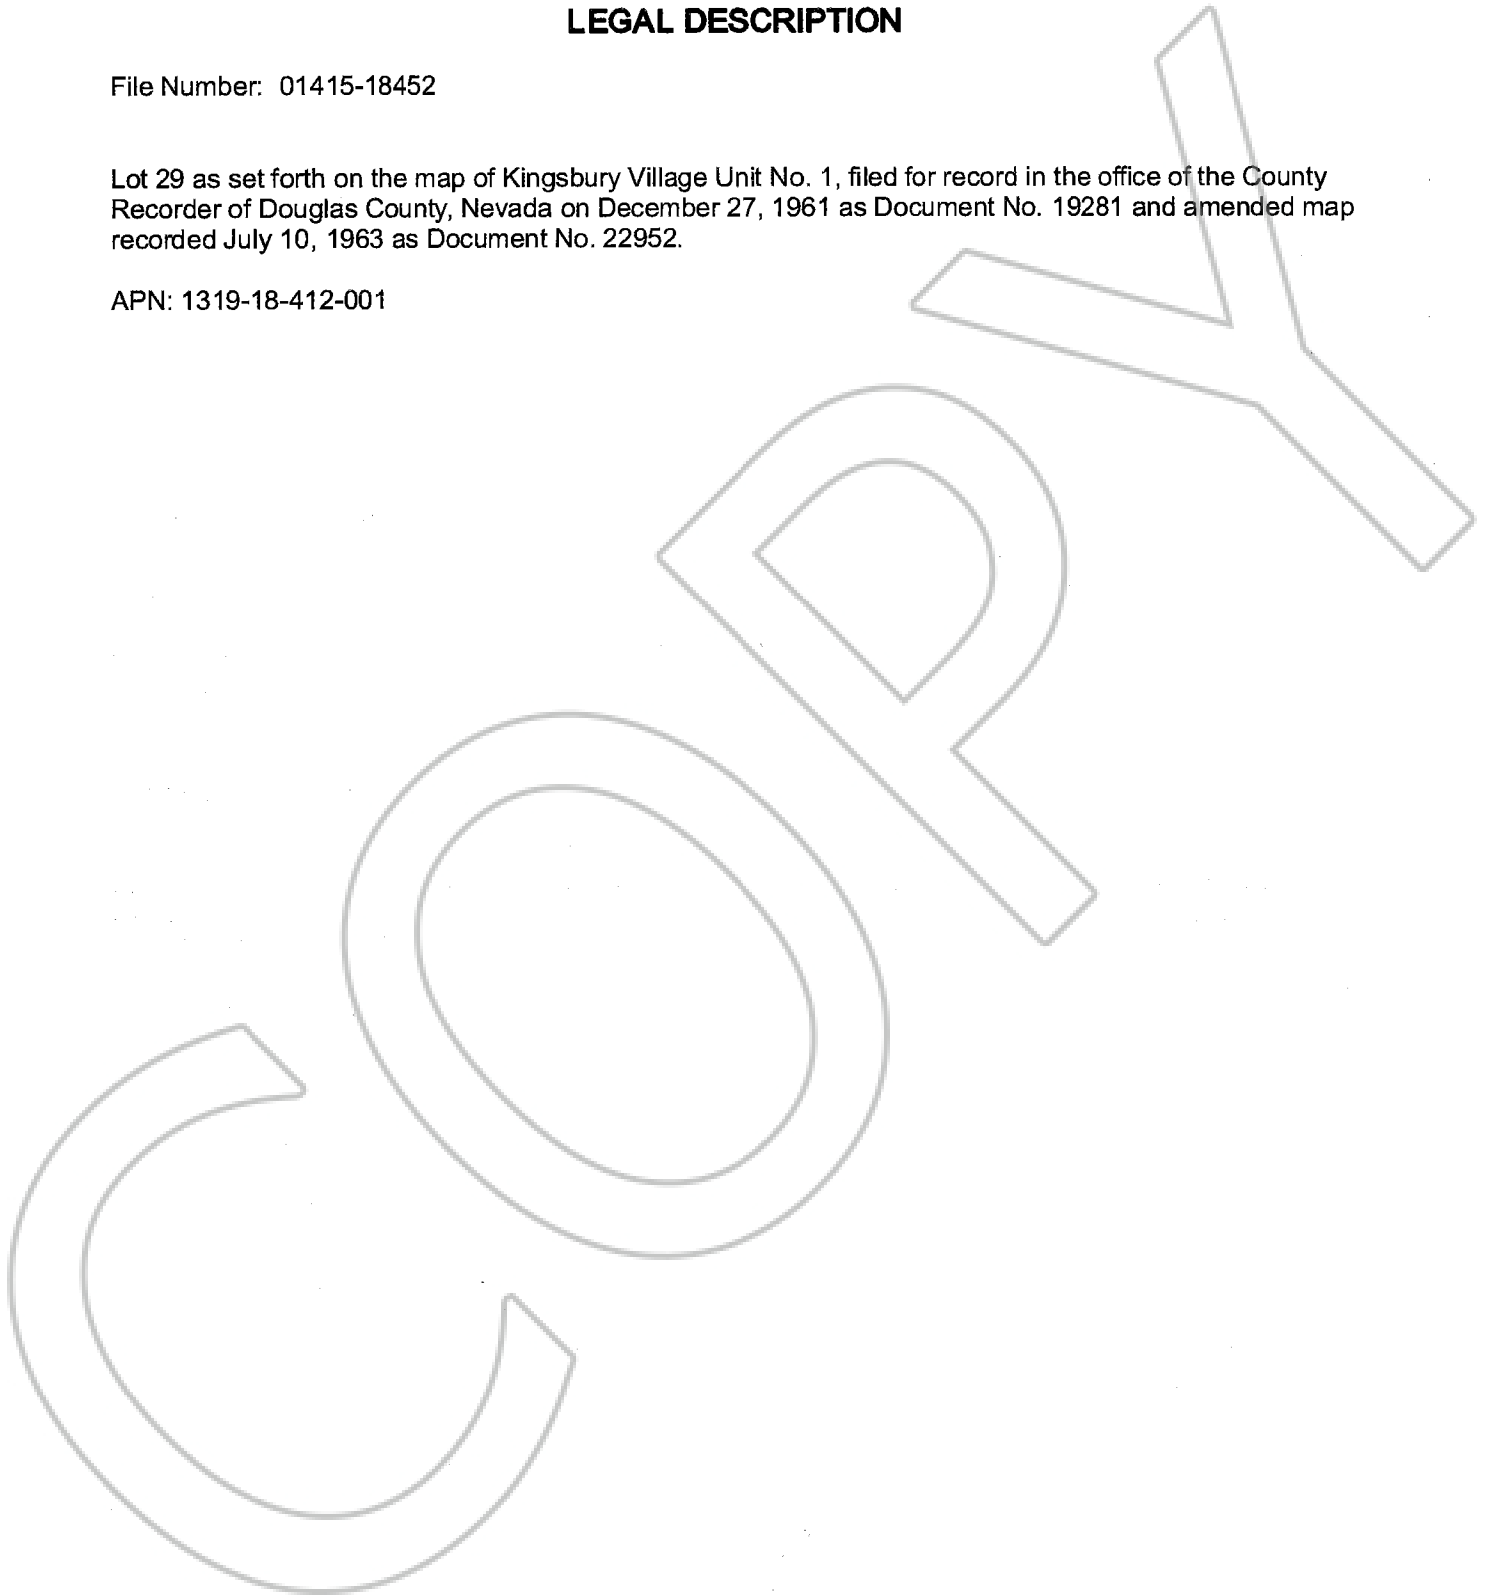 LEGAL DESCRIPTION
File Number: 01415-18452
Lot 29 as set forth on the map of Kingsbury Village Unit No. 1, filed for record in the office of the County
Recorder of Douglas County, Nevada on December 27, 1961 as Document No. 19281 and amended map
recorded July 10, 1963 as Document No. 22952.
APN: 1319-18-412-001
COPY